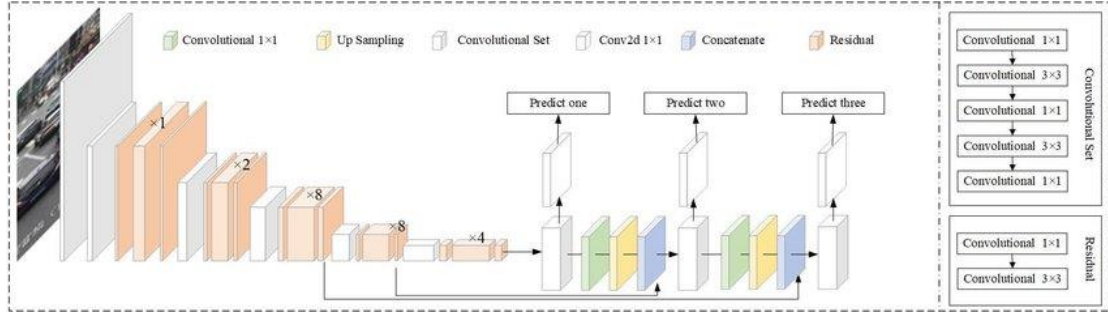 Convolutional 1×1
Up Sampling
Convolutional Set
Conv2d 1×1
Concatenate
Residual
×1
×2
×8
×8
×4
Predict one
Predict two
Predict three
Convolutional 1×1
Convolutional 3×3
Convolutional 1×1
Convolutional 3×3
Convolutional 1×1
Convolutional Set
Convolutional 1×1
Convolutional 3×3
Residual